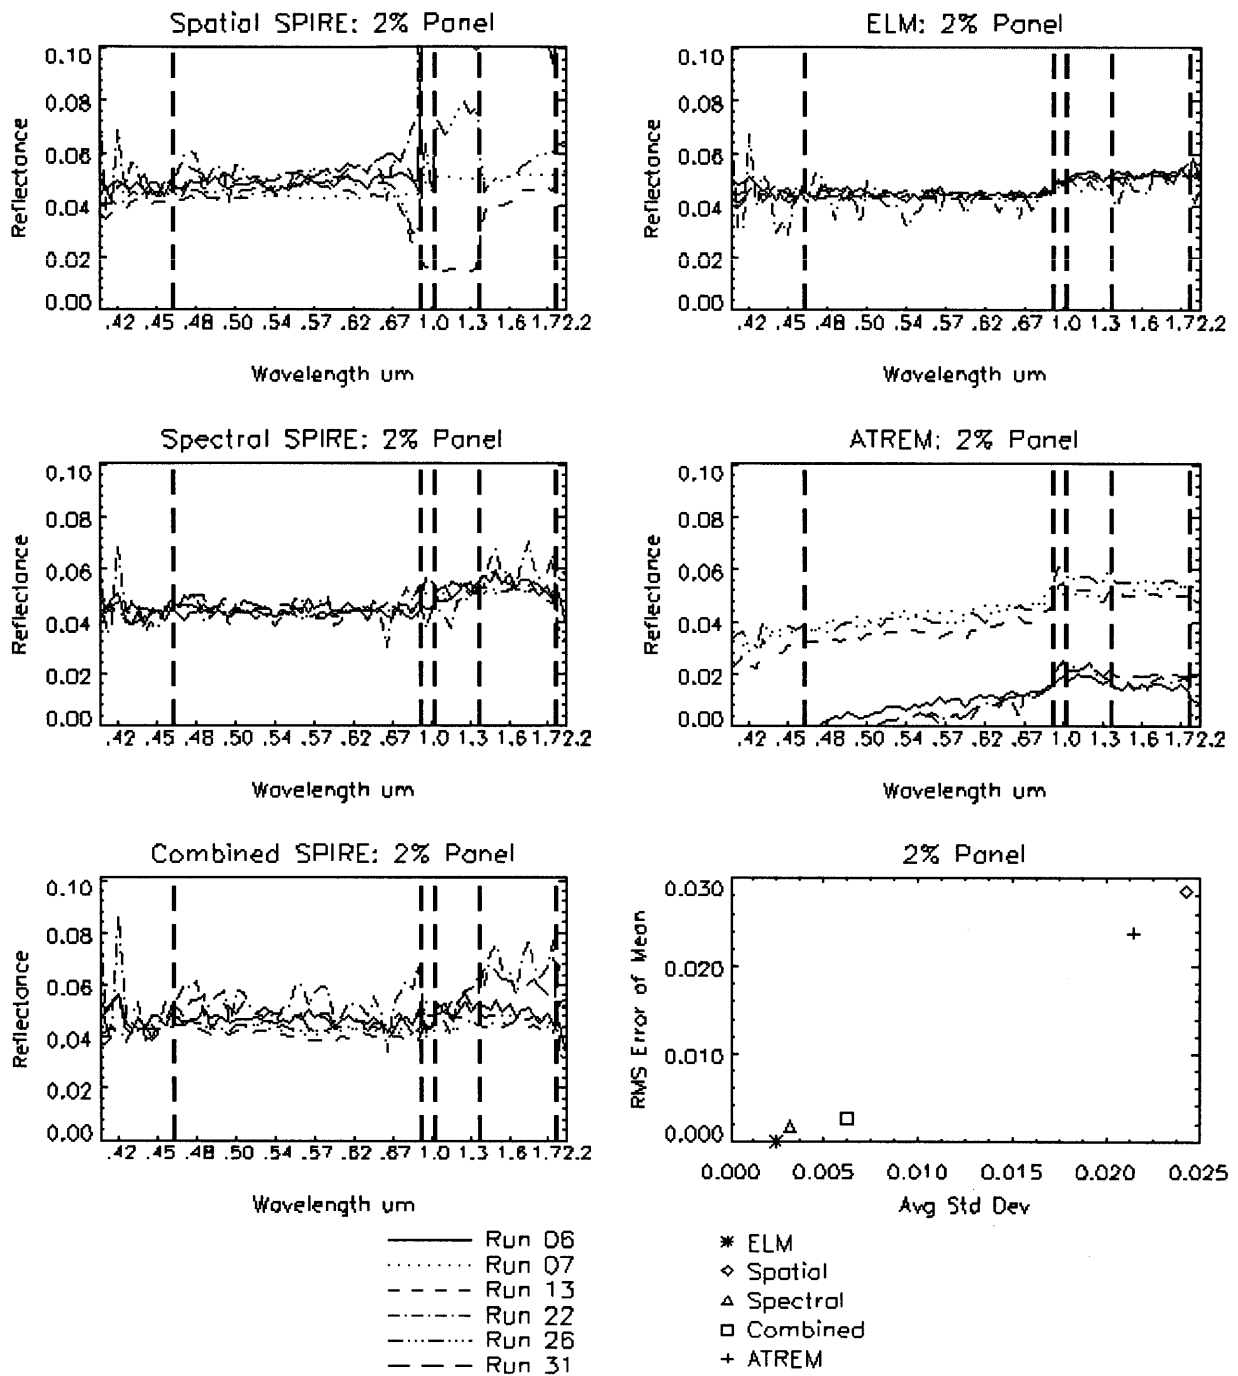 Spatial SPIRE: 2% Panel
Reflectance
0.10
0.08
0.06
0.04
0.02
0.00
.42 .45 .48 .50 .54 .57 .62 .67 1.0 1.3 1.6 1.72.2
Wavelength um
ELM: 2% Panel
Reflectance
0.10
0.08
0.06
0.04
0.02
0.00
.42 .45 .48 .50 .54 .57 .62 .67 1.0 1.3 1.6 1.72.2
Wavelength um
Spectral SPIRE: 2% Panel
Reflectance
0.10
0.08
0.06
0.04
0.02
0.00
.42 .45 .48 .50 .54 .57 .62 .67 1.0 1.3 1.6 1.72.2
Wavelength um
ATREM: 2% Panel
Reflectance
0.10
0.08
0.06
0.04
0.02
0.00
.42 .45 .48 .50 .54 .57 .62 .67 1.0 1.3 1.6 1.72.2
Wavelength um
Combined SPIRE: 2% Panel
Reflectance
0.10
0.08
0.06
0.04
0.02
0.00
.42 .45 .48 .50 .54 .57 .62 .67 1.0 1.3 1.6 1.72.2
Wavelength um
Run 06
Run 07
Run 13
Run 22
Run 26
Run 31
2% Panel
RMS Error of Mean
0.030
0.020
0.010
0.000
0.000 0.005 0.010 0.015 0.020 0.025
Avg Std Dev
ELM
Spatial
Spectral
Combined
ATREM